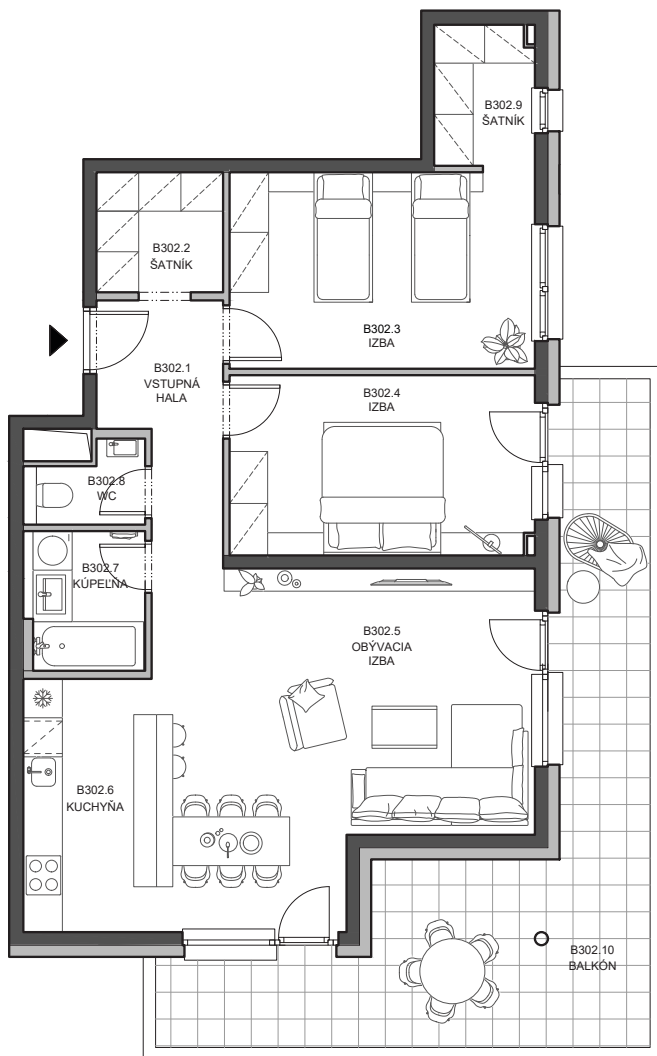 B302.9
ŠATNÍK
B302.2
ŠATNÍK
B302.3
IZBA
B302.1
VSTUPNÁ
HALA
B302.4
IZBA
B302.8
WC
B302.7
KÚPEĽŇA
B302.5
OBÝVACIA
IZBA
B302.6
KUCHYŇA
B302.10
BALKÓN